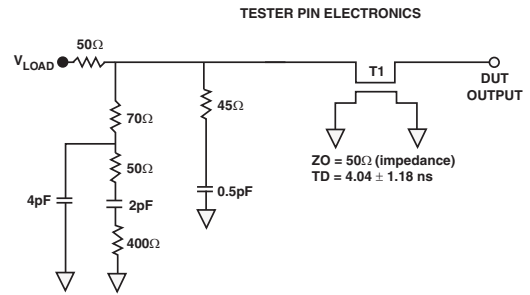 TESTER PIN ELECTRONICS
50Ω
VLOAD
T1
DUT
OUTPUT
70Ω
45Ω
50Ω
ZO = 50Ω (impedance)
TD = 4.04 ± 1.18 ns
4pF
2pF
0.5pF
400Ω